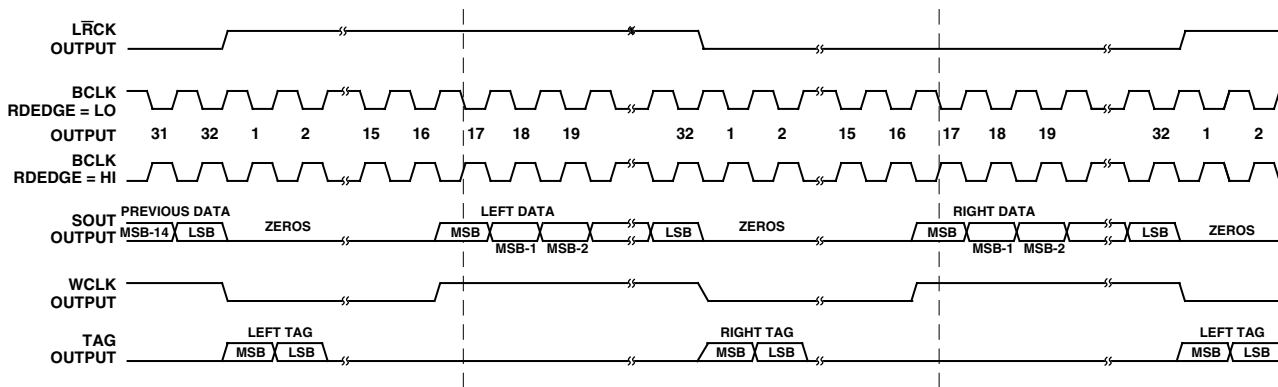 LRCK
OUTPUT
BCLK
RDEDGE = LO
OUTPUT 31 32 1 2 15 16 17 18 19 32 1 2 15 16 17 18 19 32 1 2
BCLK
RDEDGE = HI
SOUT
OUTPUT
PREVIOUS DATA LEFT DATA RIGHT DATA
MSB-14 LSB ZEROS MSB LSB ZEROS MSB LSB ZEROS
MSB-1 MSB-2 MSB-1 MSB-2
WCLK
OUTPUT
TAG
OUTPUT
LEFT TAG RIGHT TAG LEFT TAG
MSB LSB MSB LSB MSB LSB